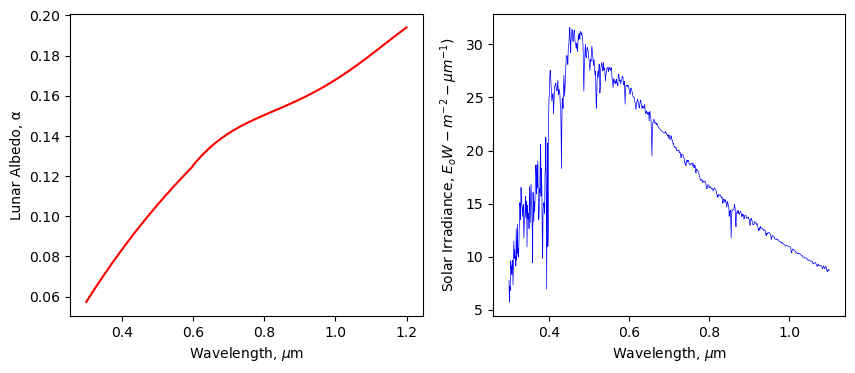 0.20
0.18
0.16
0.14
0.12
0.10
0.08
0.06
Lunar Albedo, α
0.4 0.6 0.8 1.0 1.2
Wavelength, μm
30
25
20
15
10
5
Solar Irradiance, EₒW − m⁻² − μm⁻¹)
0.4 0.6 0.8 1.0
Wavelength, μm